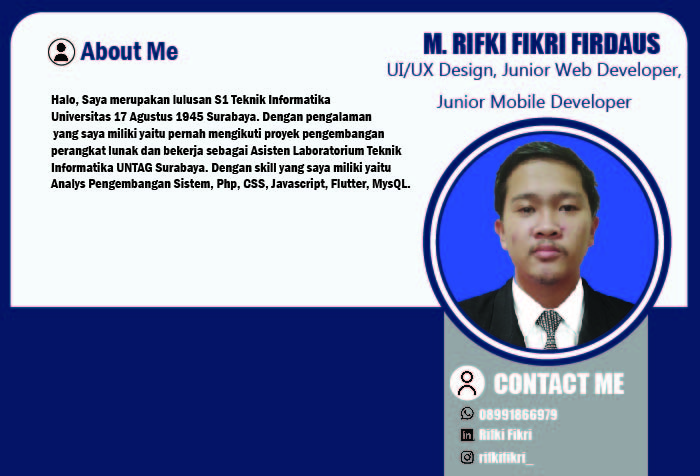 About Me
Halo, Saya merupakan lulusan S1 Teknik Informatika
Universitas 17 Agustus 1945 Surabaya. Dengan pengalaman
yang saya miliki yaitu pernah mengikuti proyek pengembangan
perangkat lunak dan bekerja sebagai Asisten Laboratorium Teknik
Informatika UNTAG Surabaya. Dengan skill yang saya miliki yaitu
Analys Pengembangan Sistem, Php, CSS, Javascript, Flutter, MysQL.
M. RIFKI FIKRI FIRDAUS
UI/UX Design, Junior Web Developer,
Junior Mobile Developer
CONTACT ME
08991866979
Rifki Fikri
rifkifikri_